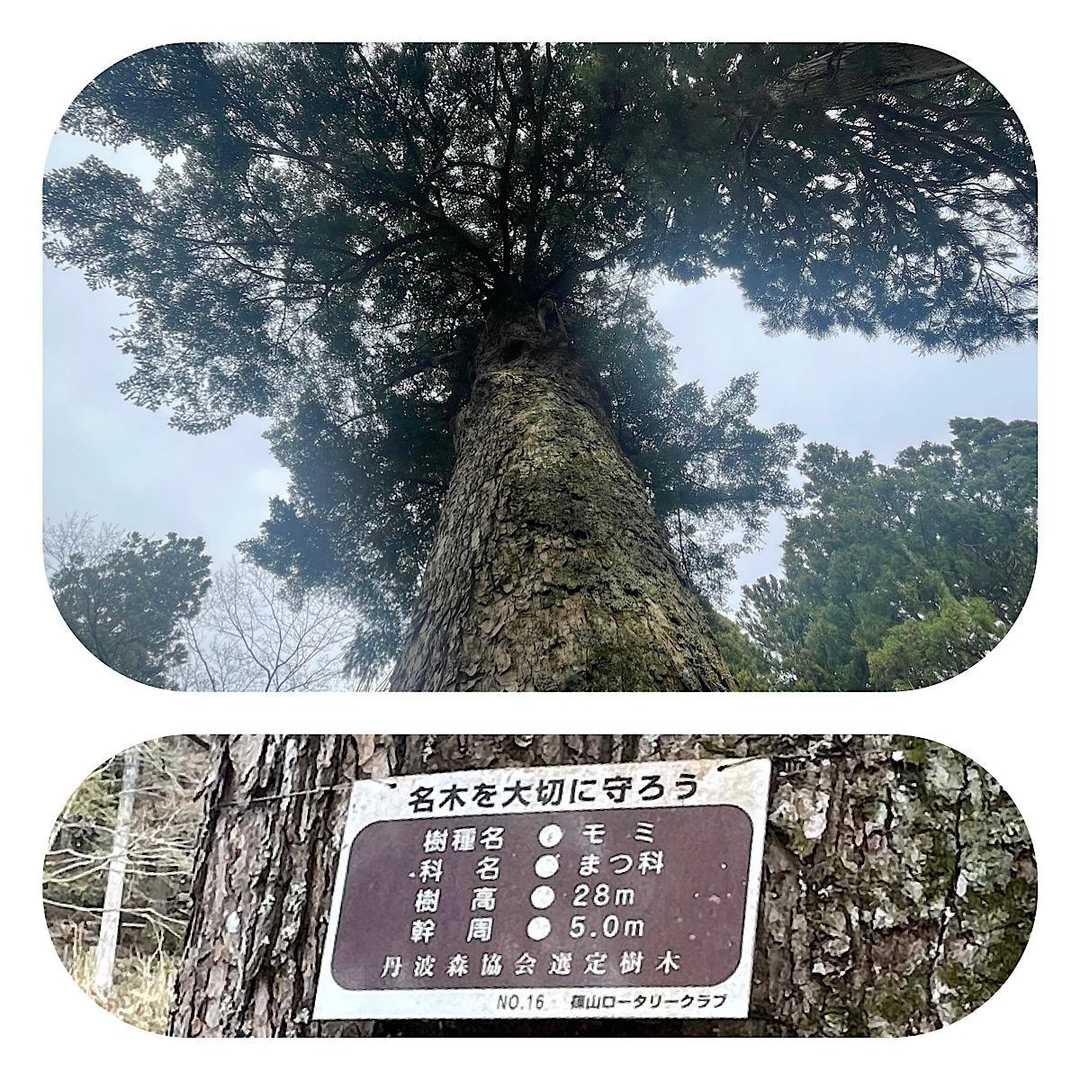 名木を大切に守ろう
樹種名 ● モミ
科名 ● まつ科
樹高 ● 28m
幹周 ● 5.0m
丹波森協会選定樹木
NO.16 篠山ロータリークラブ